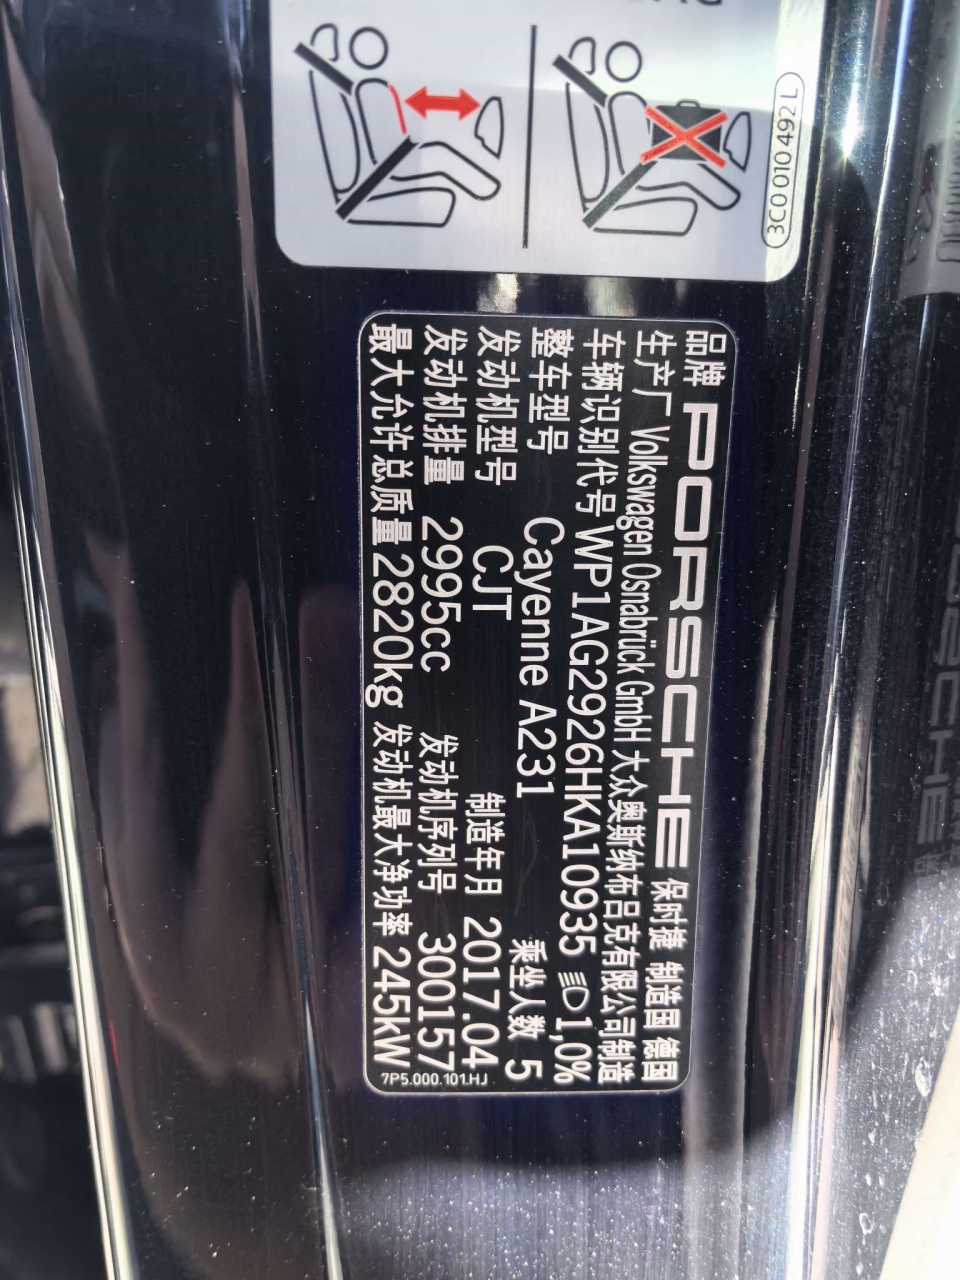 3C0 010 492 L
品牌 PORSCHE 保时捷 制造国 德国
生产厂 Volkswagen Osnabrück GmbH 大众奥斯纳布吕克有限公司制造
车辆识别代号 WP1AG2926HKA10935 1,0%
整车型号 Cayenne A231 乘坐人数 5
发动机型号 CJT 制造年月 2017.04
发动机排量 2995cc 发动机序列号 300157
最大允许总质量 2820kg 发动机最大净功率 245kW
7P5.000.101.HJ